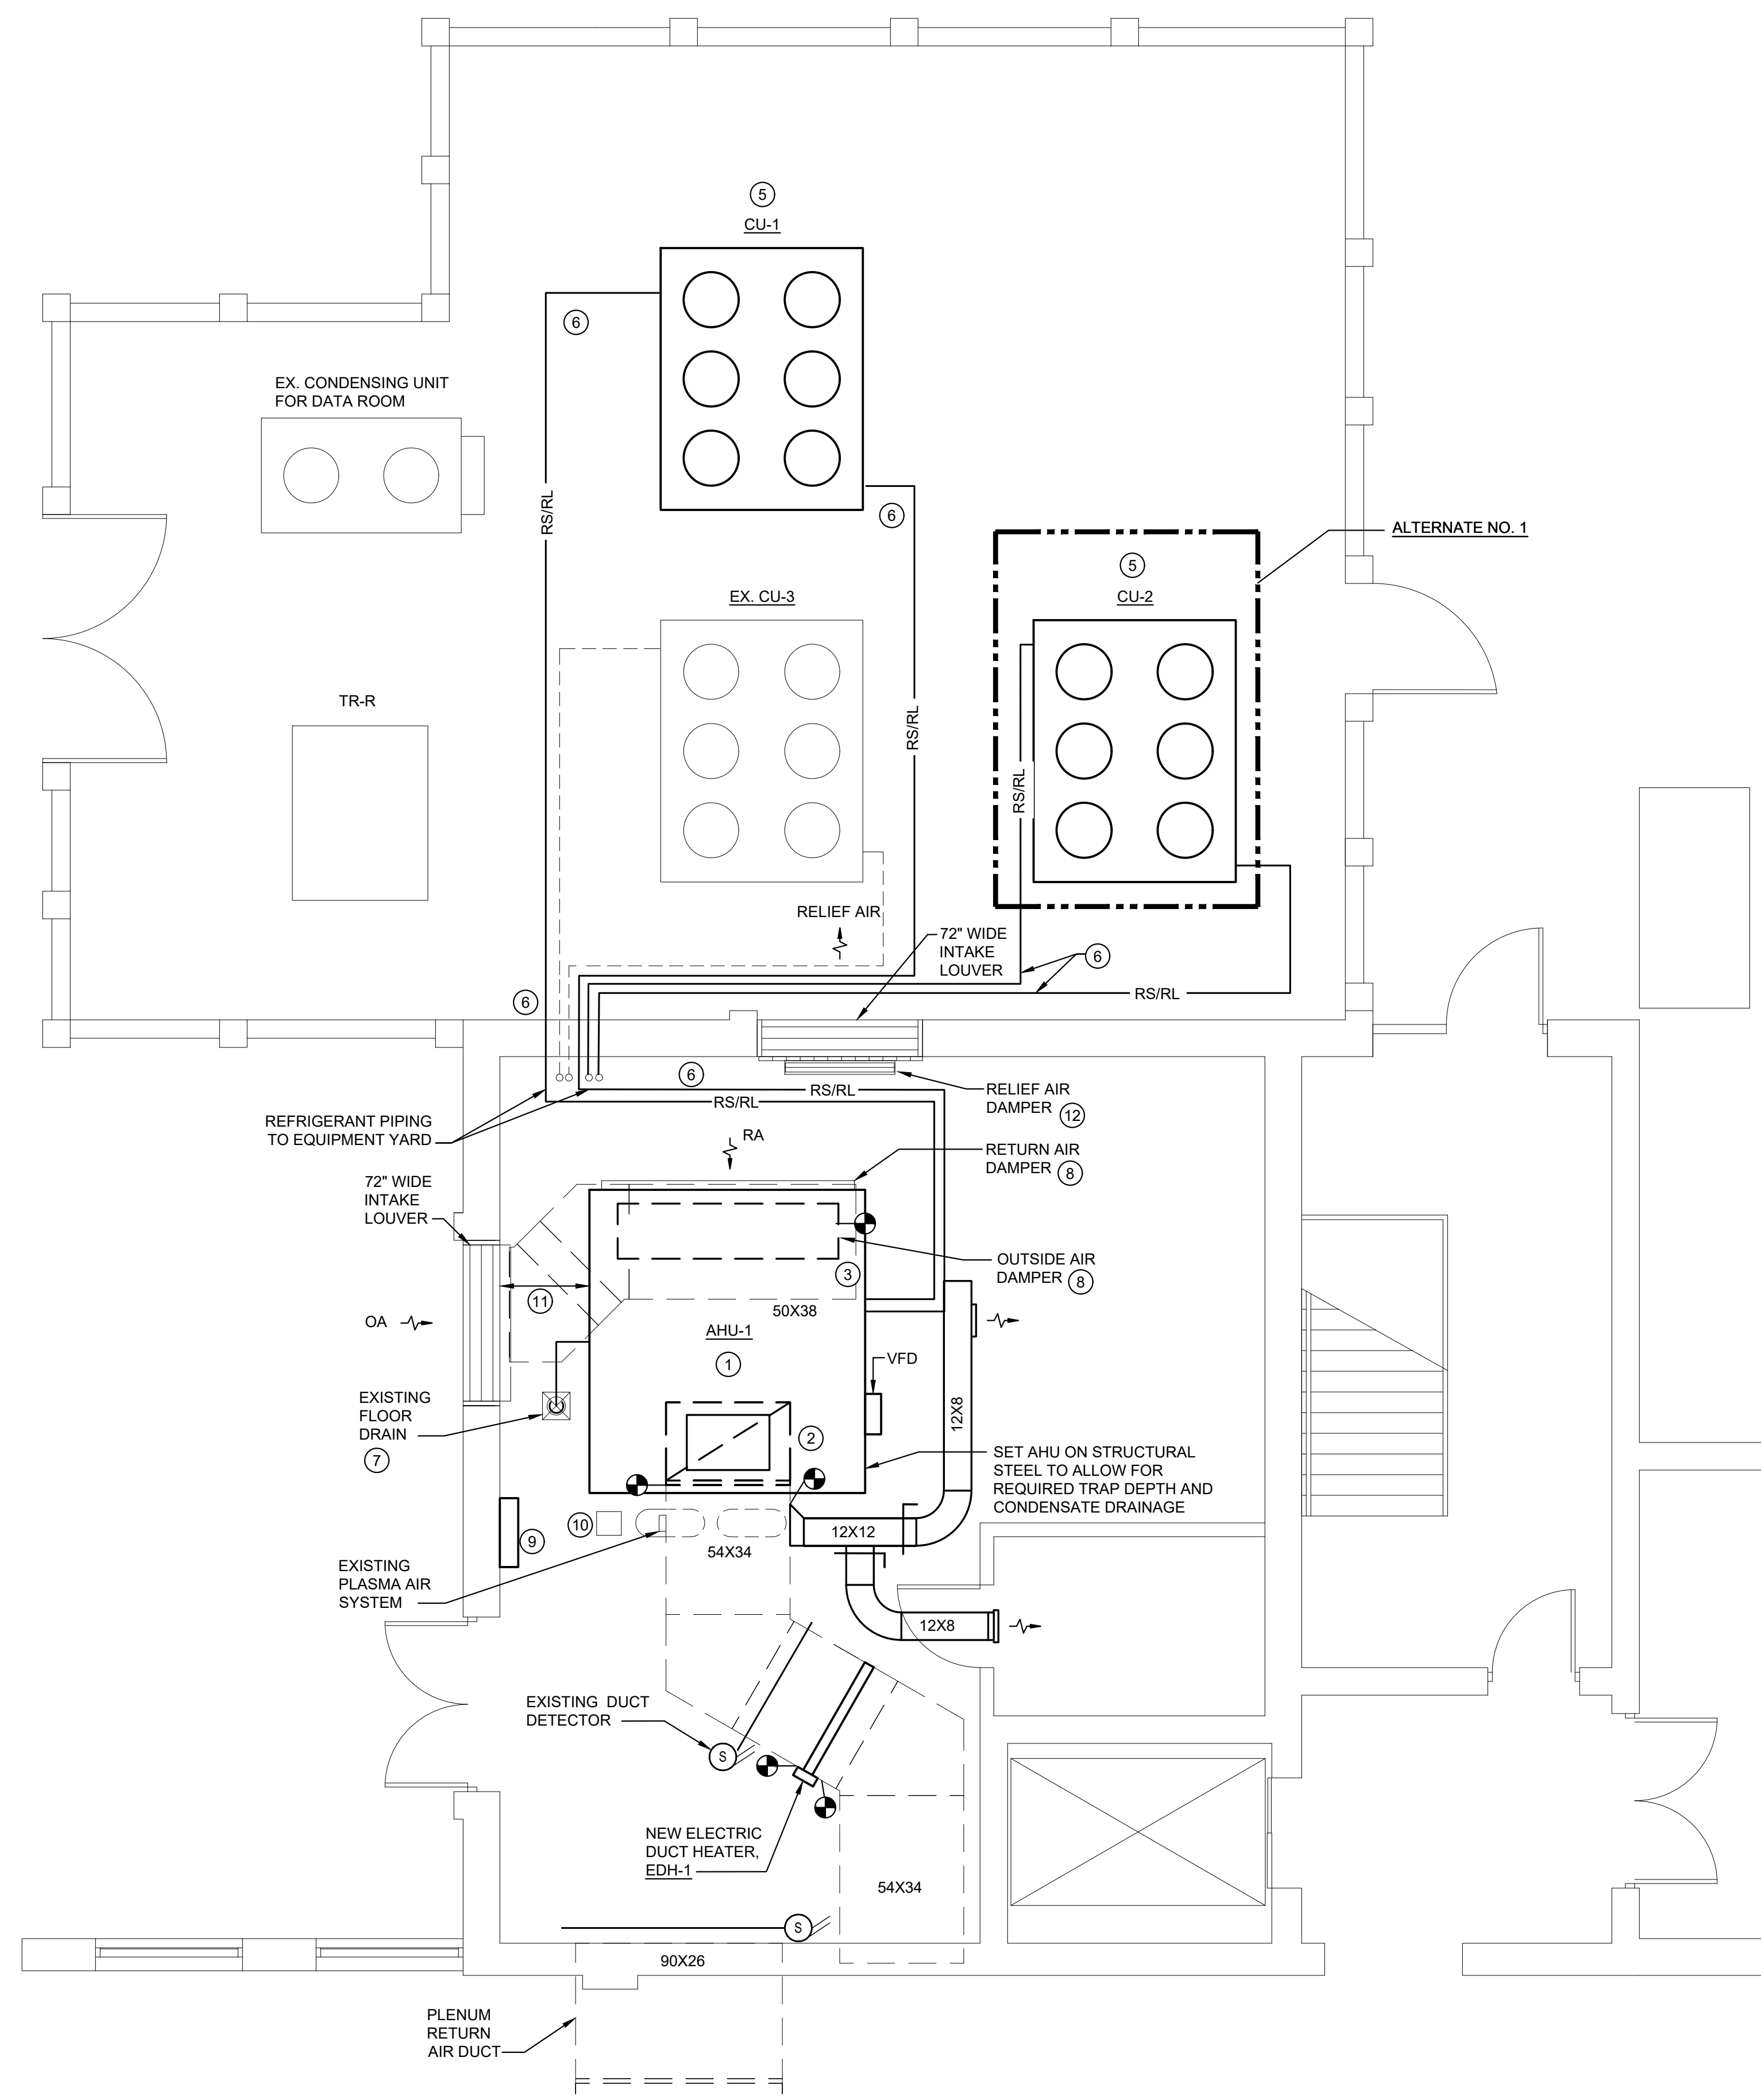 5
CU-1
6
EX. CONDENSING UNIT
FOR DATA ROOM
RS/RL
6
ALTERNATE NO. 1
5
CU-2
EX. CU-3
TR-R
RS/RL
RS/RL
RELIEF AIR
72" WIDE
INTAKE
LOUVER
6
RS/RL
6
6
RS/RL
RS/RL
RELIEF AIR
DAMPER 12
REFRIGERANT PIPING
TO EQUIPMENT YARD
RA
RETURN AIR
DAMPER 8
72" WIDE
INTAKE
LOUVER
OUTSIDE AIR
DAMPER 8
3
11
50X38
OA
AHU-1
1
VFD
EXISTING
FLOOR
DRAIN
7
12X8
2
SET AHU ON STRUCTURAL
STEEL TO ALLOW FOR
REQUIRED TRAP DEPTH AND
CONDENSATE DRAINAGE
10
9
12X12
54X34
EXISTING
PLASMA AIR
SYSTEM
12X8
EXISTING DUCT
DETECTOR
S
NEW ELECTRIC
DUCT HEATER,
EDH-1
54X34
S
90X26
PLENUM
RETURN
AIR DUCT